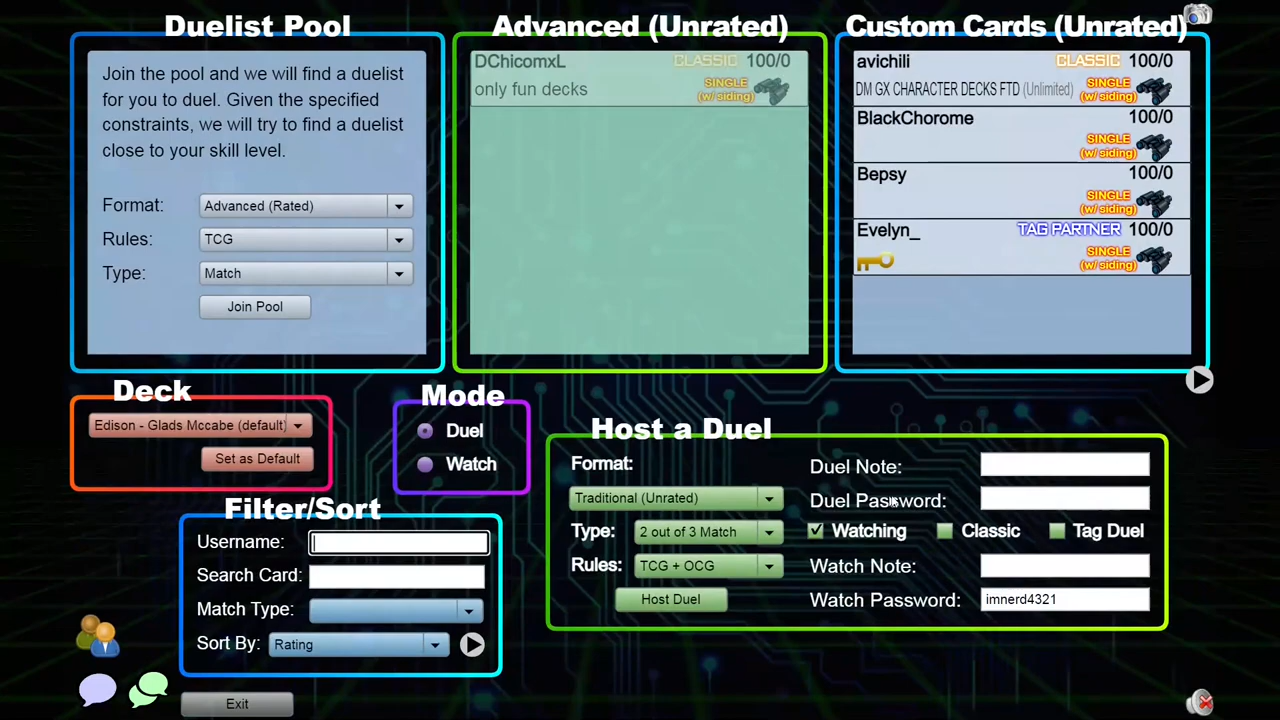 Duelist Pool
Join the pool and we will find a duelist
for you to duel. Given the specified
constraints, we will try to find a duelist
close to your skill level.
Format: Advanced (Rated)
Rules: TCG
Type: Match
Join Pool
Advanced (Unrated)
DChicomxL CLASSIC 100/0
only fun decks SINGLE
(w/ siding)
Custom Cards (Unrated)
avichili CLASSIC 100/0
DM GX CHARACTER DECKS FTD (Unlimited) SINGLE
(w/ siding)
BlackChorome 100/0
SINGLE
(w/ siding)
Bepsy 100/0
SINGLE
(w/ siding)
Evelyn_ TAG PARTNER 100/0
SINGLE
(w/ siding)
Deck
Edison - Glads Mccabe (default)
Set as Default
Mode
Duel
Watch
Filter/Sort
Username:
Search Card:
Match Type:
Sort By: Rating
Host a Duel
Format:
Traditional (Unrated)
Type: 2 out of 3 Match
Rules: TCG + OCG
Host Duel
Duel Note:
Duel Password:
Watching Classic Tag Duel
Watch Note:
Watch Password: imnerd4321
Exit